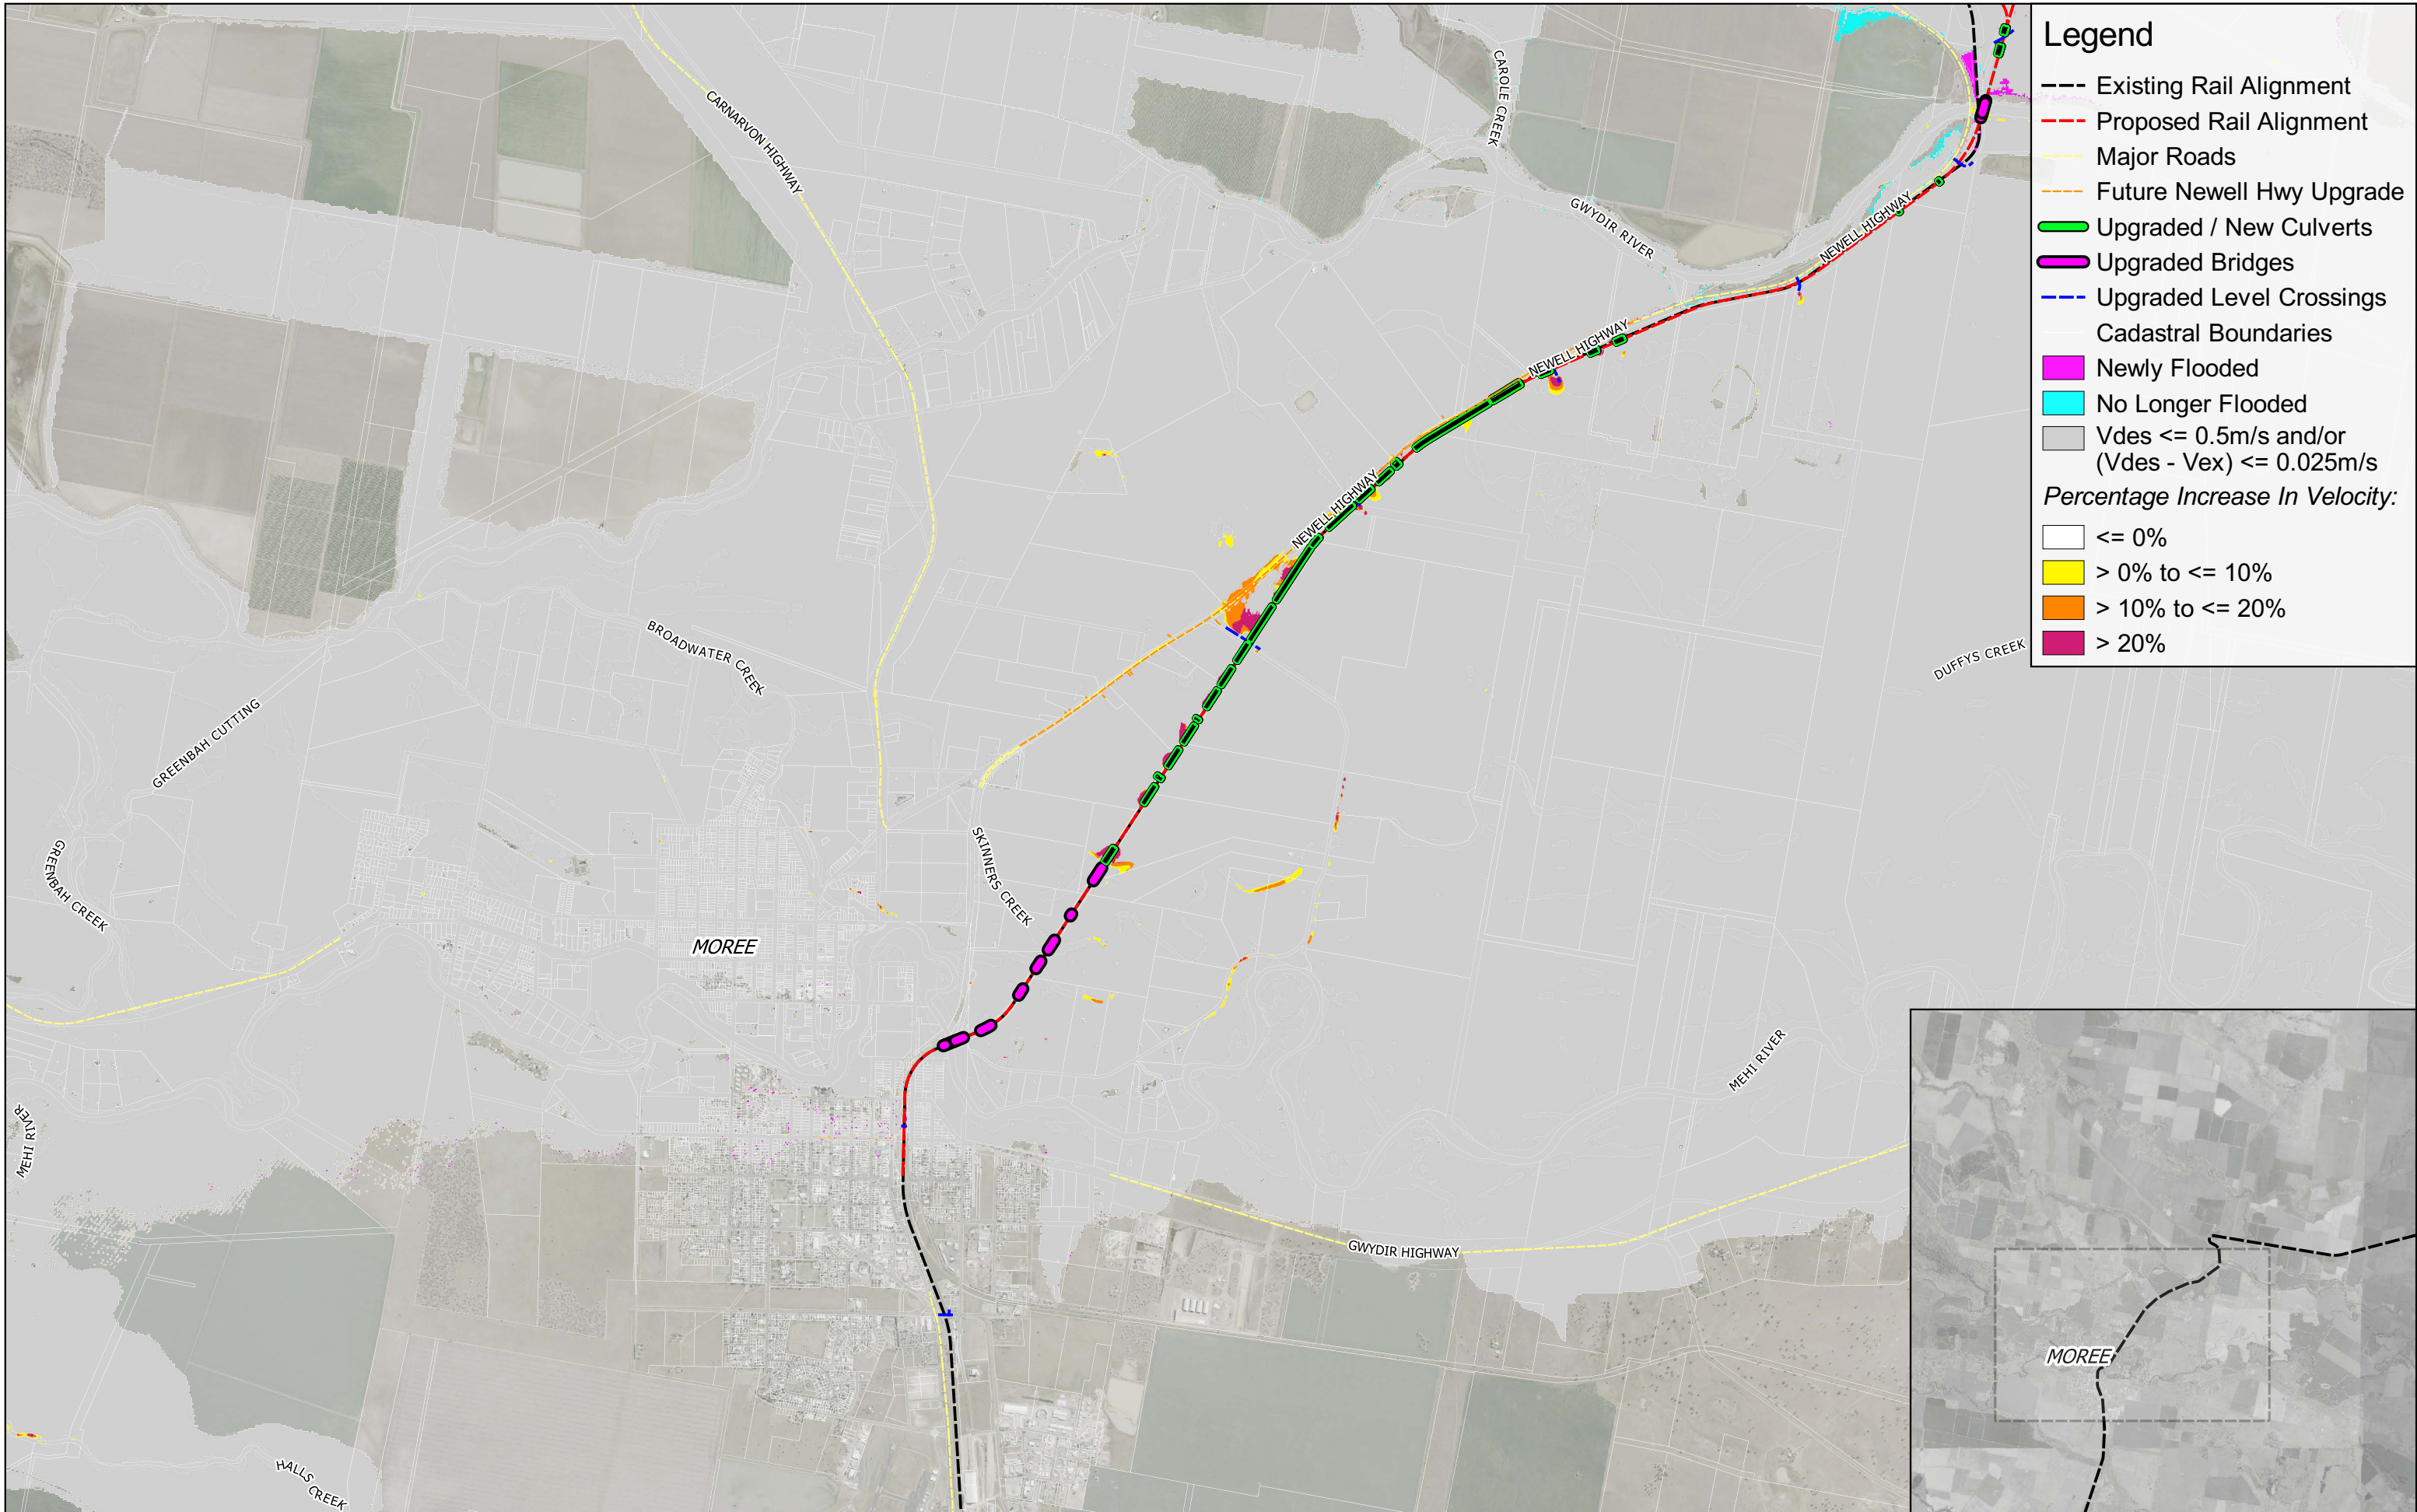 Legend
Existing Rail Alignment
Proposed Rail Alignment
Major Roads
Future Newell Hwy Upgrade
Upgraded / New Culverts
Upgraded Bridges
Upgraded Level Crossings
Cadastral Boundaries
Newly Flooded
No Longer Flooded
Vdes <= 0.5m/s and/or
(Vdes - Vex) <= 0.025m/s
Percentage Increase In Velocity:
<= 0%
> 0% to <= 10%
> 10% to <= 20%
> 20%
CARNARVON HIGHWAY
CAROLE CREEK
GWYDIR RIVER
NEWELL HIGHWAY
NEWELL HIGHWAY
NEWELL HIGHWAY
BROADWATER CREEK
DUFFYS CREEK
GREENBAH CUTTING
GREENBAH CREEK
SKINNERS CREEK
MOREE
MEHI RIVER
MEHI RIVER
GWYDIR HIGHWAY
HALLS CREEK
MOREE